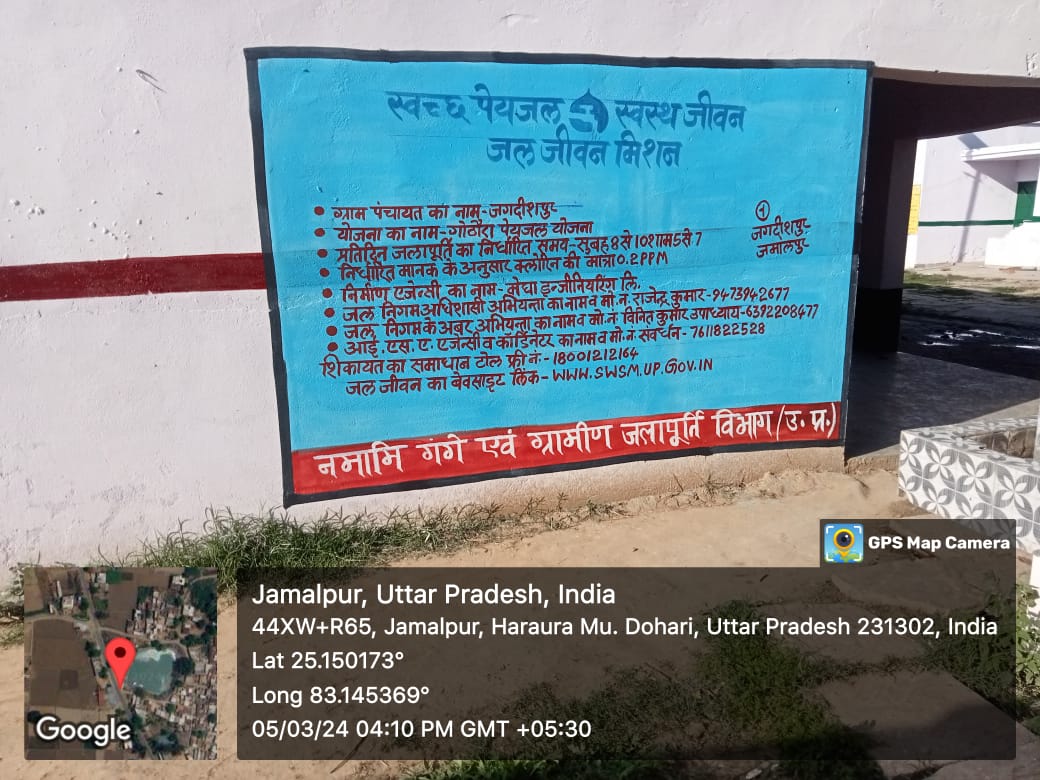 स्वच्छ पेयजल स्वस्थ जीवन
जल जीवन मिशन
• ग्राम पंचायत का नाम-जगदीशपुर
• योजना का नाम-गोठौरा पेयजल योजना
• प्रतिदिन जलापूर्ति का निर्धारित समय-सुबह 8 से 10 शाम 5 से 7
• निर्धारित मानक के अनुसार क्लोरिन की मात्रा 0.2PPM
• निर्माण एजेन्सी का नाम-मेघा इन्जीनियरिंग लि.
• जल निगम अधिशासी अभियन्ता का नाम व मो.न. राजेन्द्र कुमार-9473942677
• जल निगम के अवर अभियन्ता का नाम व मो.नं. विनित कुमार उपाध्याय-6392208477
• आई.एस.ए. एजेन्सी व कॉर्डिनेटर का नाम व मो.नं. संवर्धन-7611822528
शिकायत का समाधान टोल फ्री नं:-18001212164
जल जीवन का बेवसाइट लिंक-WWW.SWSM.UP.GOV.IN
1
जगदीशपुर
जमालपुर
नमामि गंगे एवं ग्रामीण जलापूर्ति विभाग (उ. प्र.)
GPS Map Camera
Jamalpur, Uttar Pradesh, India
44XW+R65, Jamalpur, Haraura Mu. Dohari, Uttar Pradesh 231302, India
Lat 25.150173°
Long 83.145369°
05/03/24 04:10 PM GMT +05:30
Google